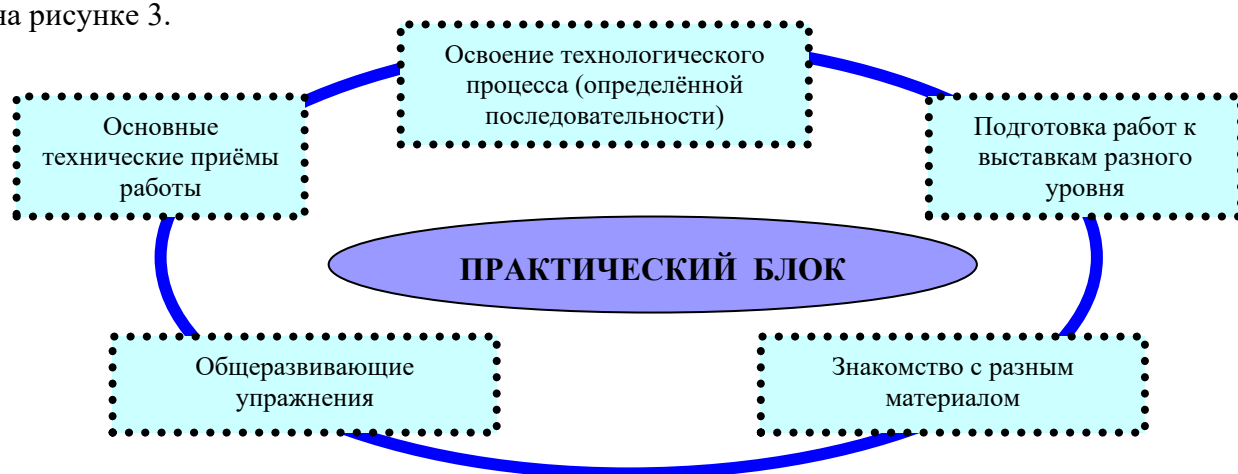 на рисунке 3.
Освоение технологического
процесса (определённой
последовательности)
Основные
технические приёмы
работы
Подготовка работ к
выставкам разного
уровня
ПРАКТИЧЕСКИЙ БЛОК
Общеразвивающие
упражнения
Знакомство с разным
материалом